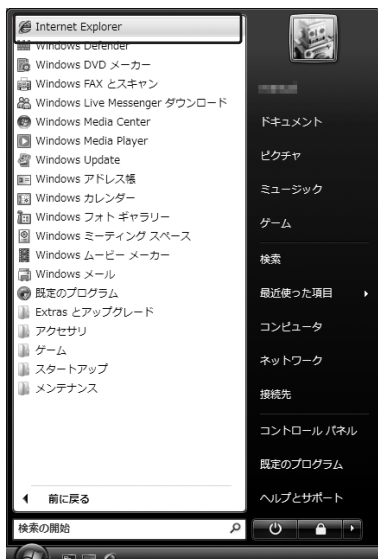 Internet Explorer
Windows Defender
Windows DVD メーカー
Windows FAX とスキャン
Windows Live Messenger ダウンロード
Windows Media Center
Windows Media Player
Windows Update
Windows アドレス帳
Windows カレンダー
Windows フォト ギャラリー
Windows ミーティング スペース
Windows ムービー メーカー
Windows メール
既定のプログラム
Extras とアップグレード
アクセサリ
ゲーム
スタートアップ
メンテナンス
前に戻る
検索の開始
ドキュメント
ピクチャ
ミュージック
ゲーム
検索
最近使った項目
コンピュータ
ネットワーク
接続先
コントロール パネル
既定のプログラム
ヘルプとサポート